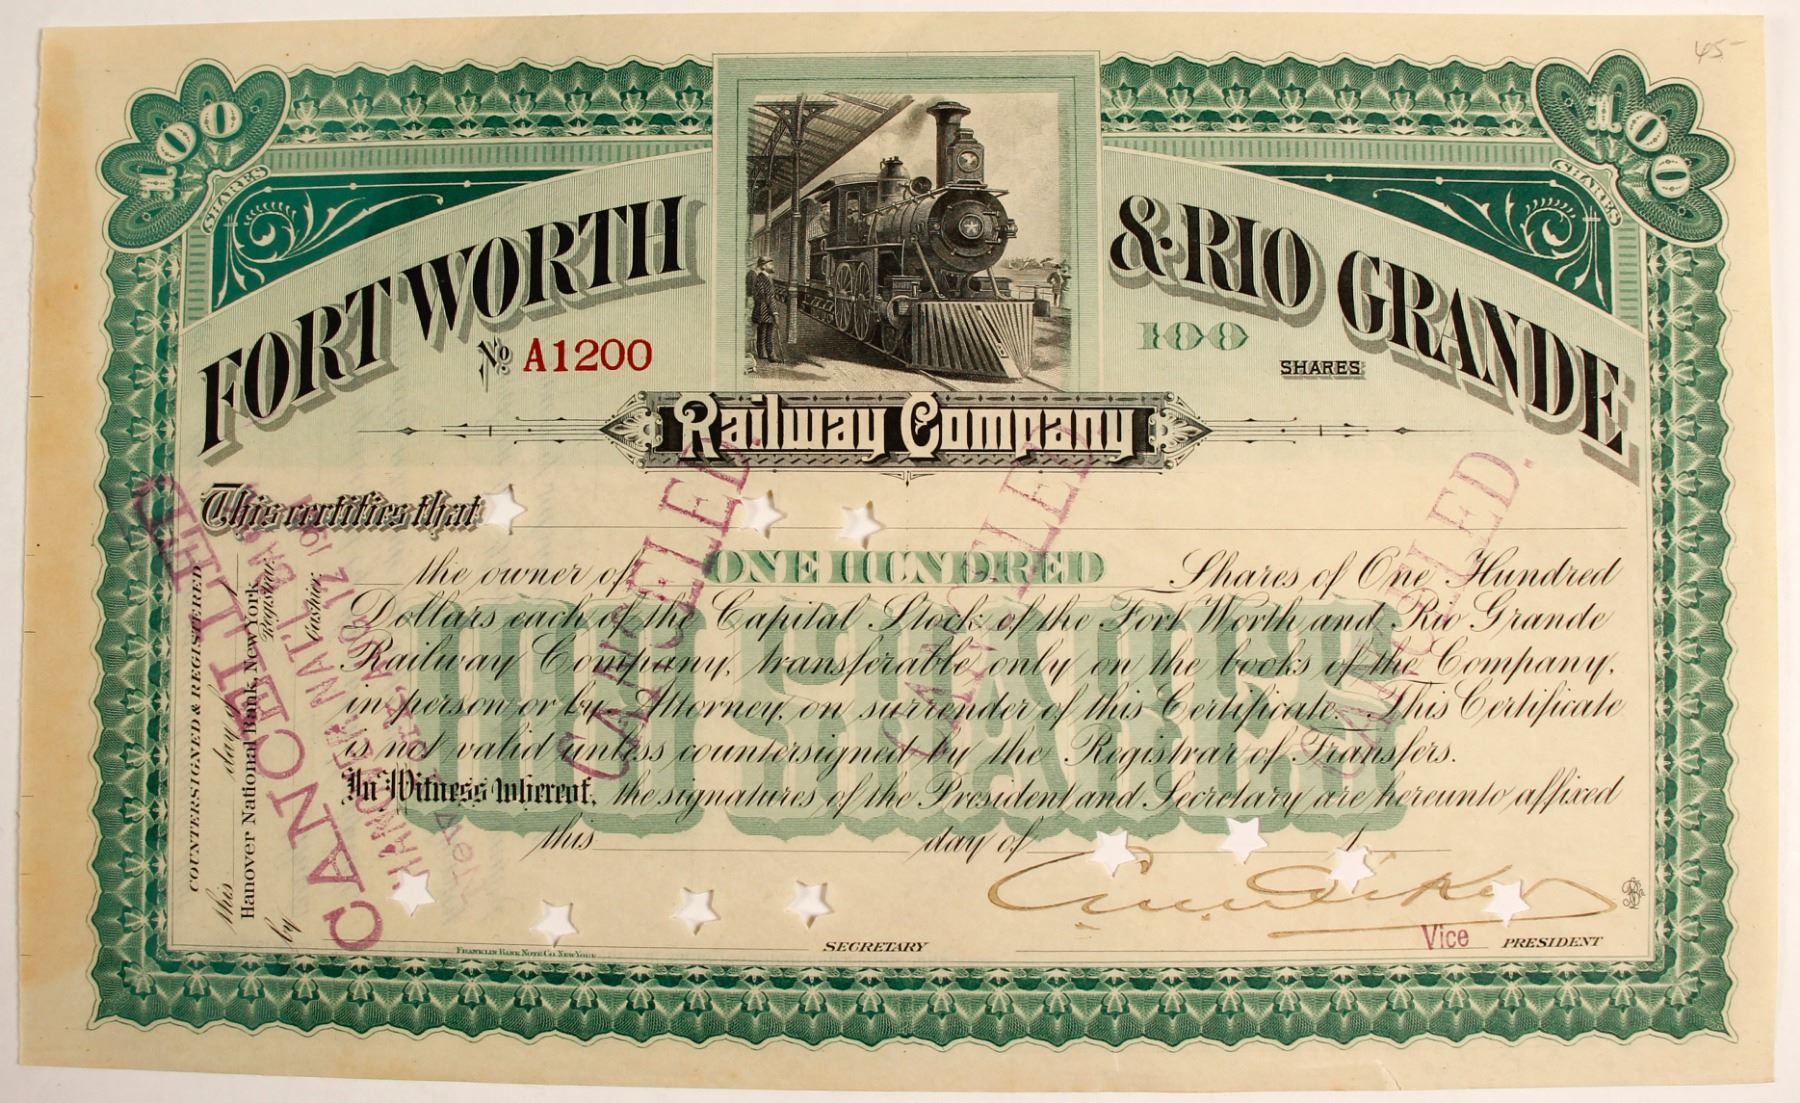 45-
100 SHARES
100 SHARES
FORT WORTH & RIO GRANDE
No A1200
100 SHARES
Railway Company
This certifies that
the owner of ONE HUNDRED Shares of One Hundred
Dollars each of the Capital Stock of the Fort Worth and Rio Grande
Railway Company, transferable only on the books of the Company,
in person or by Attorney, on surrender of this Certificate. This Certificate
is not valid unless countersigned by the Registrar of Transfers.
In Witness whereof, the signatures of the President and Secretary are hereunto affixed
this day of 1
100 SHARES
SECRETARY
Vice PRESIDENT
FRANKLIN BANK NOTE CO. NEW YORK
COUNTERSIGNED & REGISTERED
this day of 1
Hanover National Bank, New York,
Registrar
by Cashier
CANCELLED
HANOVER NAT'L BANK
CANCELLED.
CANCELLED.
CANCELLED.